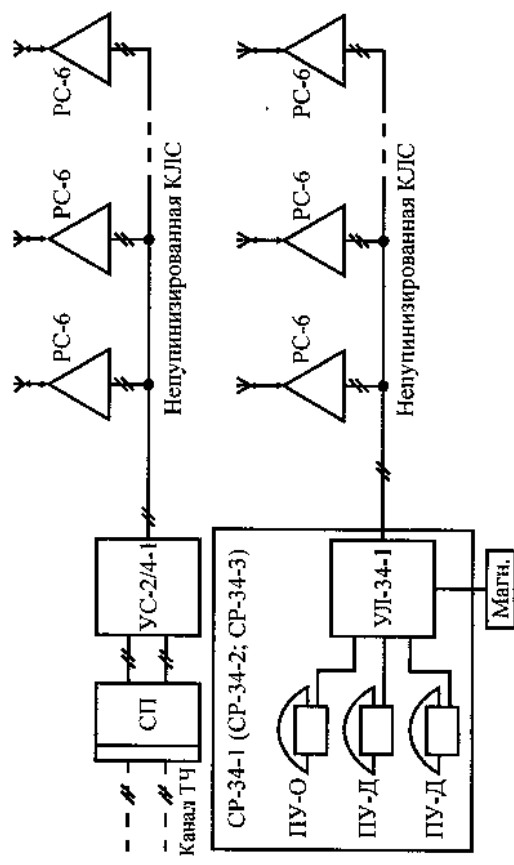 Канал ТЧ
СП
УС-2/4-1
РС-6
РС-6
РС-6
Непупинизированная КЛС
СР-34-1 (СР-34-2; СР-34-3)
ПУ-О
ПУ-Д
ПУ-Д
УЛ-34-1
Магн.
РС-6
РС-6
РС-6
Непупинизированная КЛС